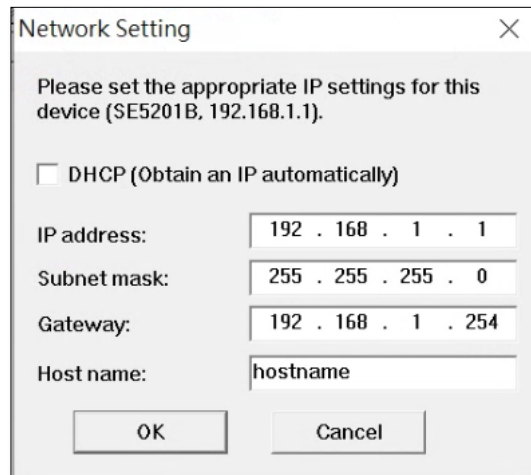 Network Setting
Please set the appropriate IP settings for this
device (SE5201B, 192.168.1.1).
DHCP (Obtain an IP automatically)
IP address: 192 . 168 . 1 . 1
Subnet mask: 255 . 255 . 255 . 0
Gateway: 192 . 168 . 1 . 254
Host name: hostname
OK Cancel